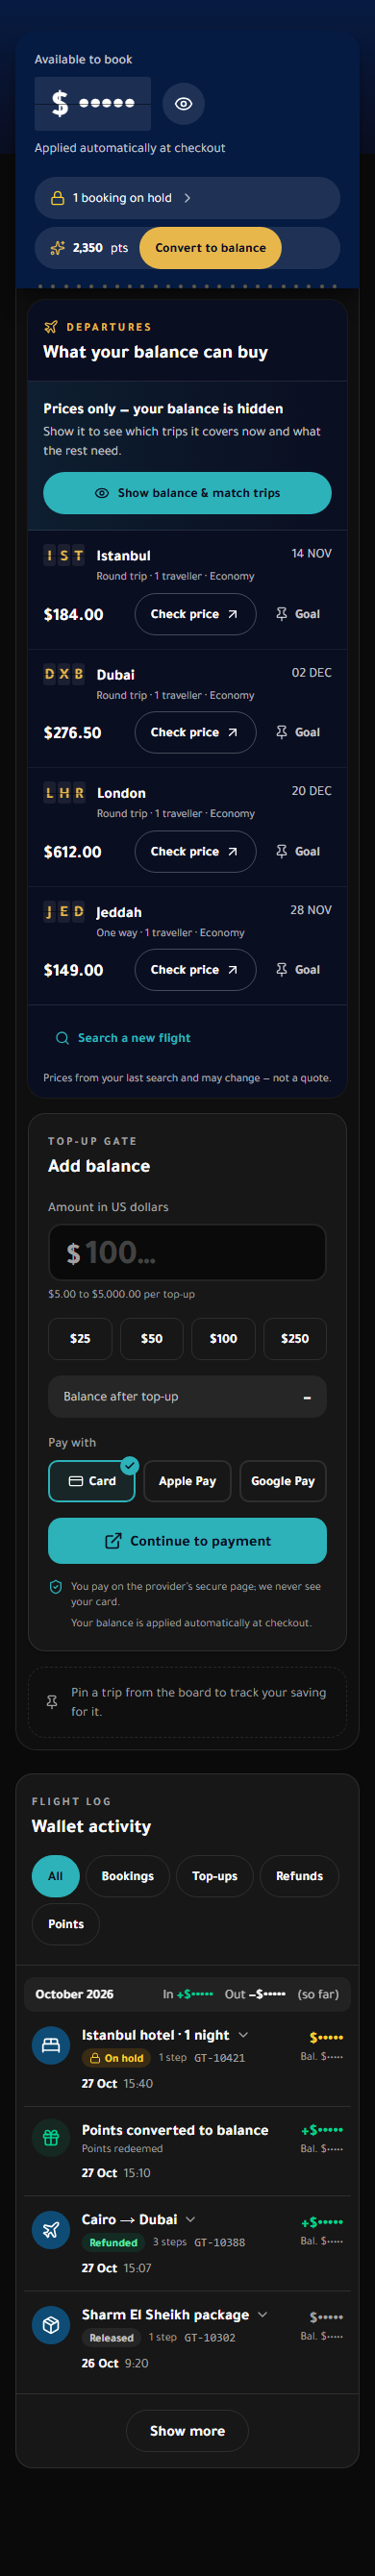 Available to book
$ •••••
Applied automatically at checkout
1 booking on hold
2,350 pts Convert to balance
DEPARTURES
What your balance can buy
Prices only – your balance is hidden
Show it to see which trips it covers now and what
the rest need.
Show balance & match trips
IST Istanbul 14 NOV
Round trip · 1 traveller · Economy
$184.00 Check price Goal
DXB Dubai 02 DEC
Round trip · 1 traveller · Economy
$276.50 Check price Goal
LHR London 20 DEC
Round trip · 1 traveller · Economy
$612.00 Check price Goal
JED Jeddah 28 NOV
One way · 1 traveller · Economy
$149.00 Check price Goal
Search a new flight
Prices from your last search and may change — not a quote.
TOP-UP GATE
Add balance
Amount in US dollars
$ 100...
$5.00 to $5,000.00 per top-up
$25 $50 $100 $250
Balance after top-up –
Pay with
Card Apple Pay Google Pay
Continue to payment
You pay on the provider's secure page; we never see
your card.
Your balance is applied automatically at checkout.
Pin a trip from the board to track your saving
for it.
FLIGHT LOG
Wallet activity
All Bookings Top-ups Refunds
Points
October 2026 In +$••••• Out –$••••• (so far)
Istanbul hotel · 1 night $•••••
On hold 1 step GT-10421 Bal. $•••••
27 Oct 15:40
Points converted to balance +$•••••
Points redeemed Bal. $•••••
27 Oct 15:10
Cairo → Dubai +$•••••
Refunded 3 steps GT-10388 Bal. $•••••
27 Oct 15:07
Sharm El Sheikh package $•••••
Released 1 step GT-10302 Bal. $•••••
26 Oct 9:20
Show more